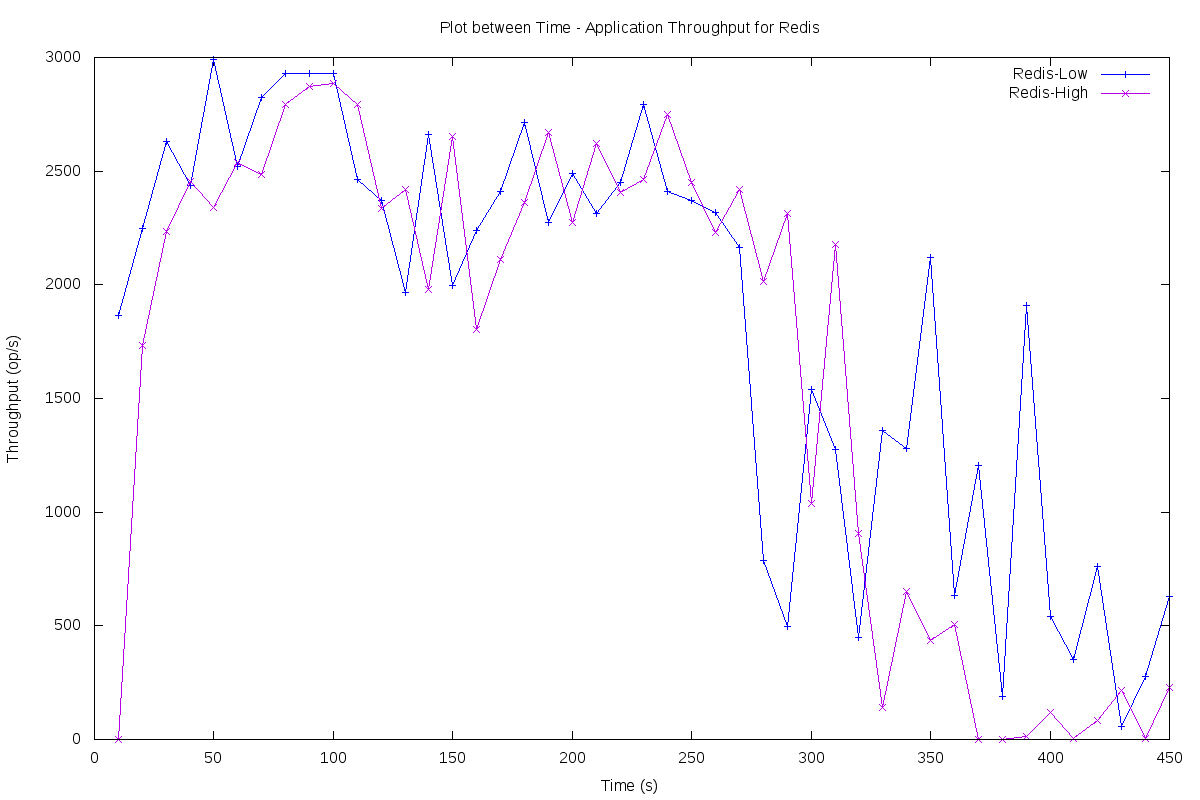 Plot between Time - Application Throughput for Redis
Redis-Low
Redis-High
Throughput (op/s)
3000
2500
2000
1500
1000
500
0
0 50 100 150 200 250 300 350 400 450
Time (s)